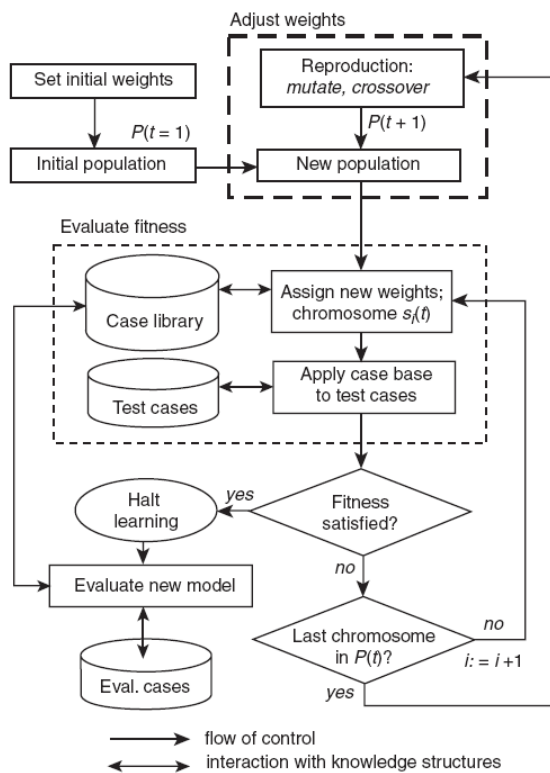 Adjust weights
Set initial weights
Reproduction:
mutate, crossover
P(t = 1)
P(t + 1)
Initial population
New population
Evaluate fitness
Case library
Assign new weights;
chromosome si(t)
Test cases
Apply case base
to test cases
Halt
learning
yes
Fitness
satisfied?
no
Evaluate new model
Last chromosome
in P(t)?
no
i: = i +1
Eval. cases
yes
flow of control
interaction with knowledge structures